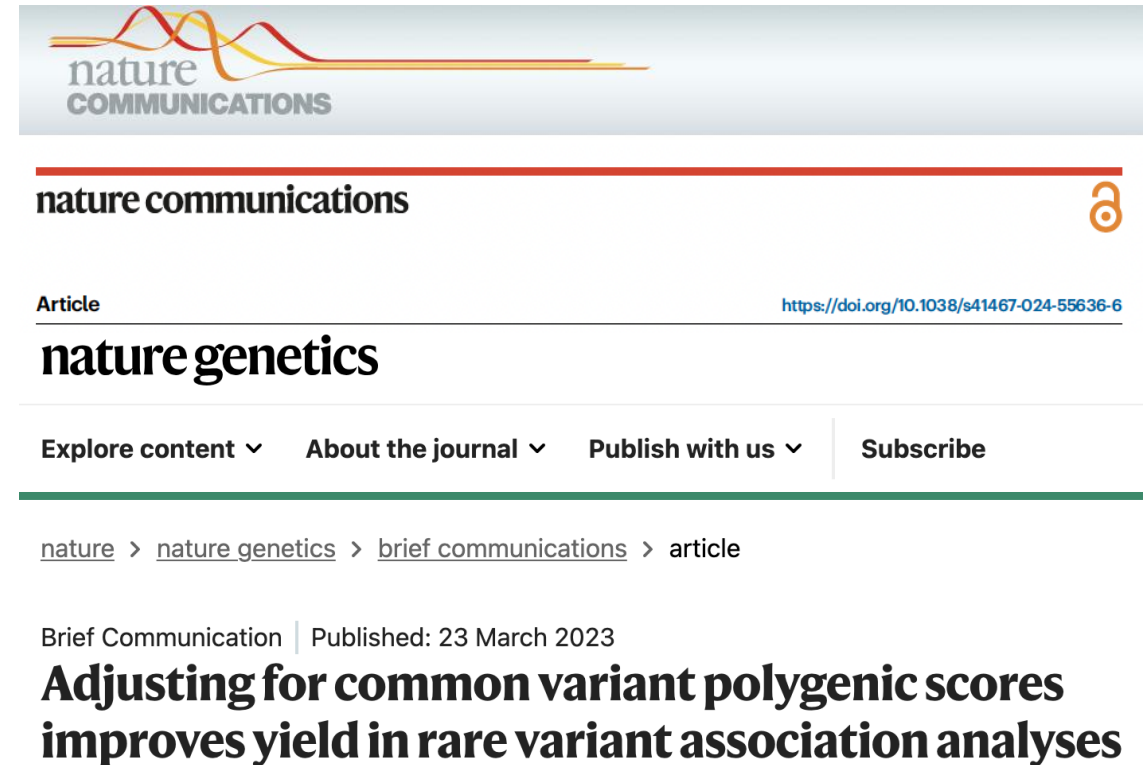 nature
COMMUNICATIONS
nature communications
Article https://doi.org/10.1038/s41467-024-55636-6
nature genetics
Explore content About the journal Publish with us Subscribe
nature > nature genetics > brief communications > article
Brief Communication | Published: 23 March 2023
Adjusting for common variant polygenic scores
improves yield in rare variant association analyses